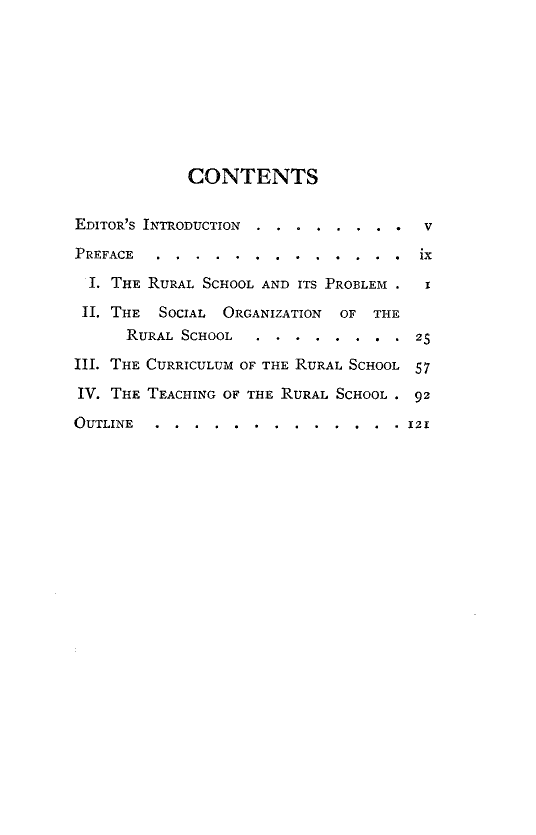 CONTENTS
Editor's Introduction . . . . . . . . v
Preface . . . . . . . . . . . . . ix
I. The Rural School and its Problem . 1
II. The Social Organization of the
Rural School . . . . . . . . 25
III. The Curriculum of the Rural School 57
IV. The Teaching of the Rural School . 92
Outline . . . . . . . . . . . . . 121